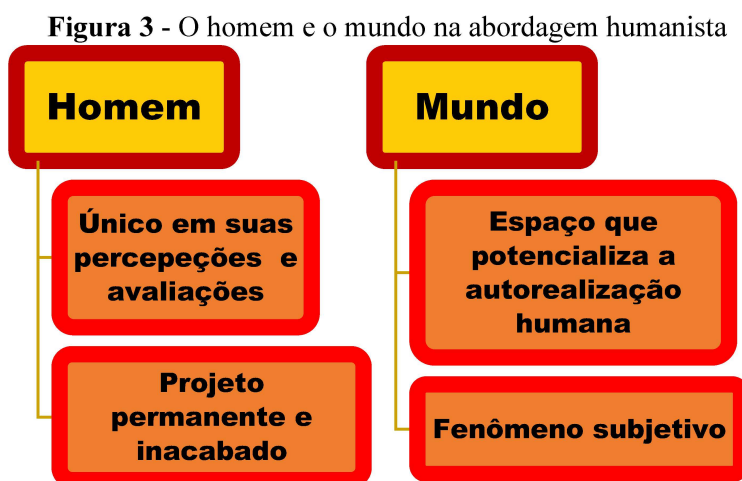 Figura 3 - O homem e o mundo na abordagem humanista
Homem
Único em suas
percepeções e
avaliações
Projeto
permanente e
inacabado
Mundo
Espaço que
potencializa a
autorealização
humana
Fenômeno subjetivo